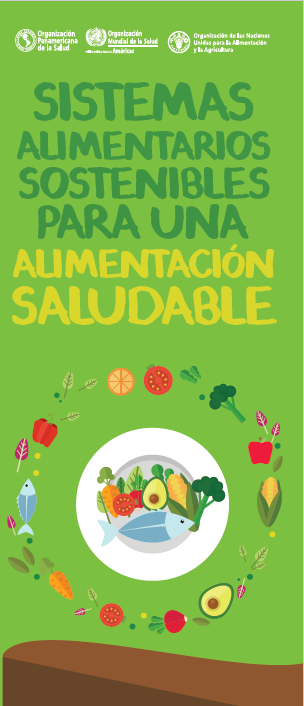 Organización
Panamericana
de la Salud
Organización
Mundial de la Salud
Américas
Organización de las Naciones
Unidas para la Alimentación
y la Agricultura
SISTEMAS
ALIMENTARIOS
SOSTENIBLES
PARA UNA
ALIMENTACIÓN
SALUDABLE